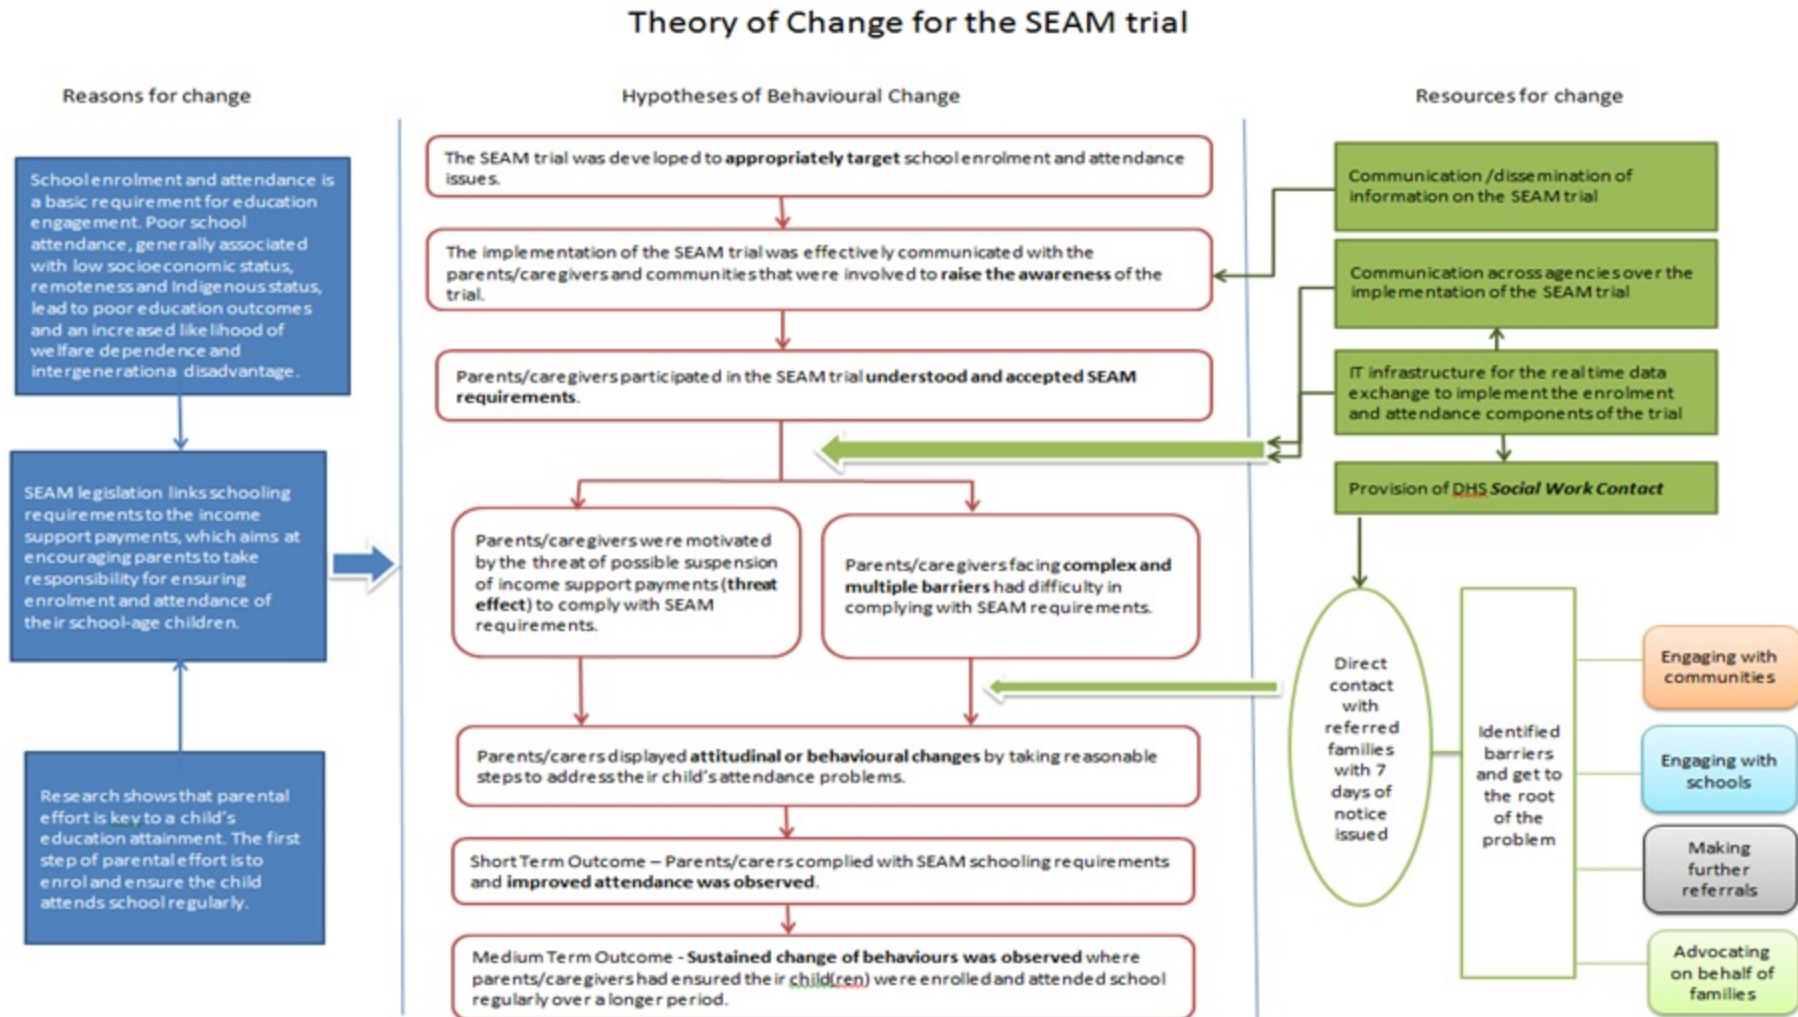 Theory of Change for the SEAM trial
Reasons for change
School enrolment and attendance is
a basic requirement for education
engagement. Poor school
attendance, generally associated
with low socioeconomic status,
remoteness and Indigenous status,
lead to poor education outcomes
and an increased likelihood of
welfare dependence and
intergenerationa disadvantage.
SEAM legislation links schooling
requirements to the income
support payments, which aims at
encouraging parents to take
responsibility for ensuring
enrolment and attendance of
their school-age children.
Research shows that parental
effort is key to a child's
education attainment. The first
step of parental effort is to
enrol and ensure the child
attends school regularly.
Hypotheses of Behavioural Change
The SEAM trial was developed to appropriately target school enrolment and attendance
issues.
The implementation of the SEAM trial was effectively communicated with the
parents/caregivers and communities that were involved to raise the awareness of the
trial.
Parents/caregivers participated in the SEAM trial understood and accepted SEAM
requirements.
Parents/caregivers were motivated
by the threat of possible suspension
of income support payments (threat
effect) to comply with SEAM
requirements.
Parents/caregivers facing complex and
multiple barriers had difficulty in
complying with SEAM requirements.
Parents/carers displayed attitudinal or behavioural changes by taking reasonable
steps to address their child's attendance problems.
Short Term Outcome – Parents/carers complied with SEAM schooling requirements
and improved attendance was observed.
Medium Term Outcome - Sustained change of behaviours was observed where
parents/caregivers had ensured their child(ren) were enrolled and attended school
regularly over a longer period.
Resources for change
Communication /dissemination of
information on the SEAM trial
Communication across agencies over the
implementation of the SEAM trial
IT infrastructure for the real time data
exchange to implement the enrolment
and attendance components of the trial
Provision of DHS Social Work Contact
Direct
contact
with
referred
families
with 7
days of
notice
issued
Identified
barriers
and get to
the root
of the
problem
Engaging with
communities
Engaging with
schools
Making
further
referrals
Advocating
on behalf of
families